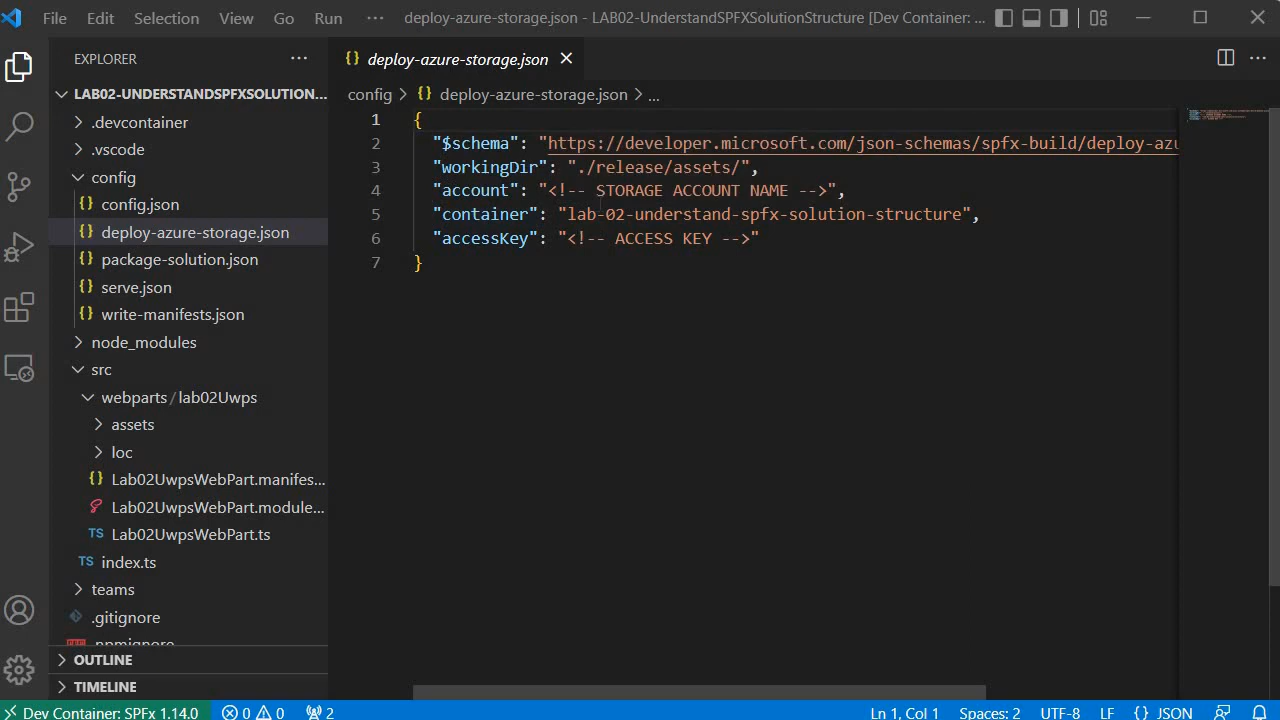 File Edit Selection View Go Run ··· deploy-azure-storage.json - LAB02-UnderstandSPFXSolutionStructure [Dev Container: ...
EXPLORER ···
LAB02-UNDERSTANDSPFXSOLUTION...
.devcontainer
.vscode
config
{} config.json
{} deploy-azure-storage.json
{} package-solution.json
{} serve.json
{} write-manifests.json
node_modules
src
webparts / lab02Uwps
assets
loc
{} Lab02UwpsWebPart.manifes...
Lab02UwpsWebPart.module...
TS Lab02UwpsWebPart.ts
TS index.ts
teams
.gitignore
.npmignore
OUTLINE
TIMELINE
{} deploy-azure-storage.json
config > {} deploy-azure-storage.json > ...
1 {
2 "$schema": "https://developer.microsoft.com/json-schemas/spfx-build/deploy-azu
3 "workingDir": "./release/assets/",
4 "account": "<!-- STORAGE ACCOUNT NAME -->",
5 "container": "lab-02-understand-spfx-solution-structure",
6 "accessKey": "<!-- ACCESS KEY -->"
7 }
Dev Container: SPFx 1.14.0 0 0 2 Ln 1, Col 1 Spaces: 2 UTF-8 LF {} JSON